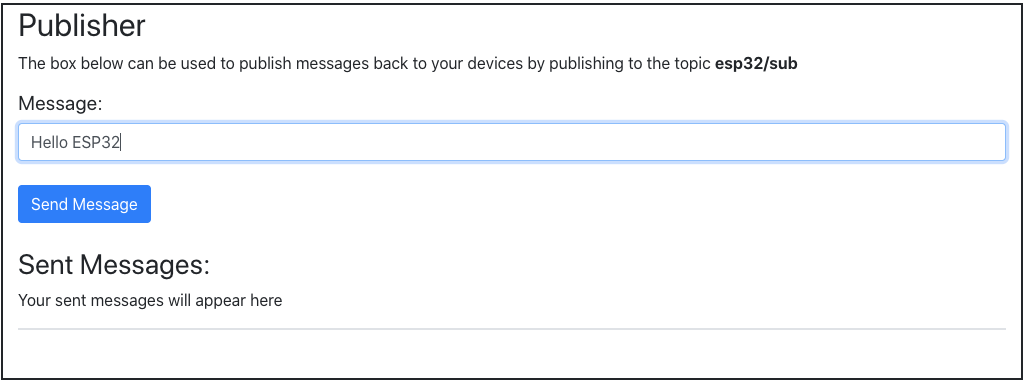 Publisher
The box below can be used to publish messages back to your devices by publishing to the topic esp32/sub
Message:
Hello ESP32
Send Message
Sent Messages:
Your sent messages will appear here